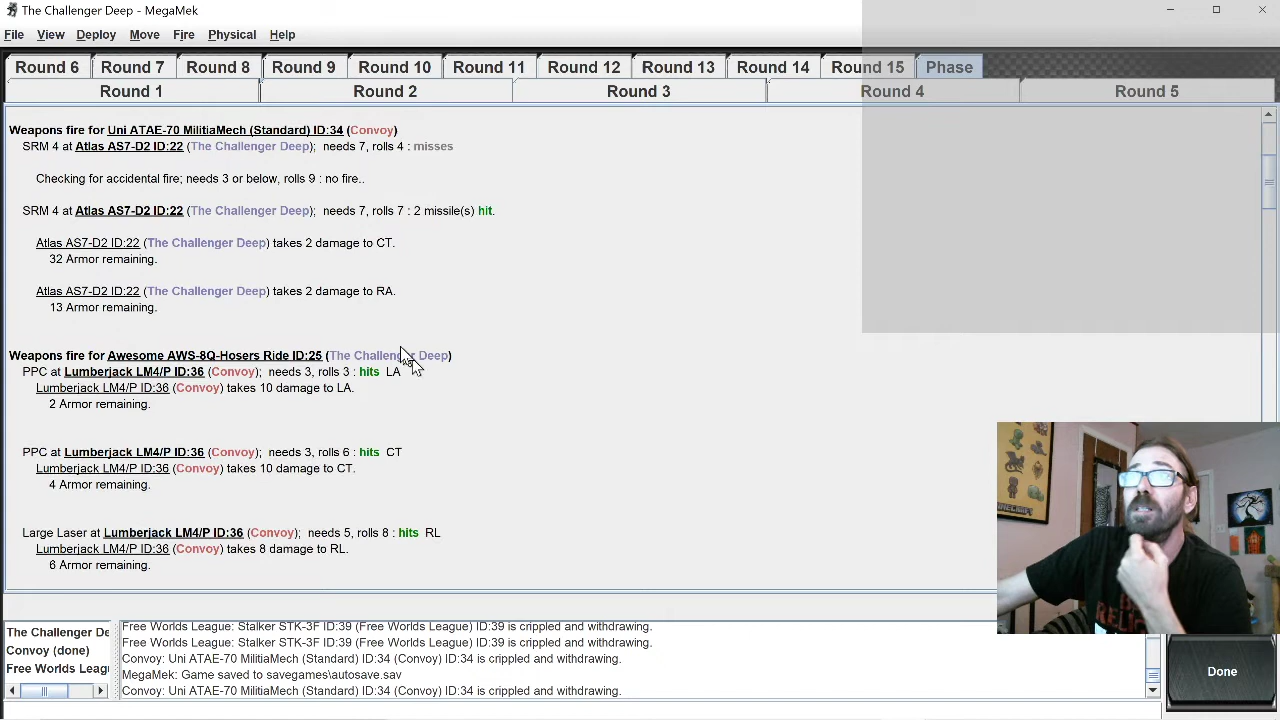 The Challenger Deep - MegaMek
File View Deploy Move Fire Physical Help
Round 6 Round 7 Round 8 Round 9 Round 10 Round 11 Round 12 Round 13 Round 14 Round 15 Phase
Round 1 Round 2 Round 3 Round 4 Round 5
Weapons fire for Uni ATAE-70 MilitiaMech (Standard) ID:34 (Convoy)
SRM 4 at Atlas AS7-D2 ID:22 (The Challenger Deep); needs 7, rolls 4 : misses
Checking for accidental fire; needs 3 or below, rolls 9 : no fire..
SRM 4 at Atlas AS7-D2 ID:22 (The Challenger Deep); needs 7, rolls 7 : 2 missile(s) hit.
Atlas AS7-D2 ID:22 (The Challenger Deep) takes 2 damage to CT.
32 Armor remaining.
Atlas AS7-D2 ID:22 (The Challenger Deep) takes 2 damage to RA.
13 Armor remaining.
Weapons fire for Awesome AWS-8Q-Hosers Ride ID:25 (The Challenger Deep)
PPC at Lumberjack LM4/P ID:36 (Convoy); needs 3, rolls 3 : hits LA
Lumberjack LM4/P ID:36 (Convoy) takes 10 damage to LA.
2 Armor remaining.
PPC at Lumberjack LM4/P ID:36 (Convoy); needs 3, rolls 6 : hits CT
Lumberjack LM4/P ID:36 (Convoy) takes 10 damage to CT.
4 Armor remaining.
Large Laser at Lumberjack LM4/P ID:36 (Convoy); needs 5, rolls 8 : hits RL
Lumberjack LM4/P ID:36 (Convoy) takes 8 damage to RL.
6 Armor remaining.
The Challenger De
Convoy (done)
Free Worlds Leag
Free Worlds League: Stalker STK-3F ID:39 (Free Worlds League) ID:39 is crippled and withdrawing.
Free Worlds League: Stalker STK-3F ID:39 (Free Worlds League) ID:39 is crippled and withdrawing.
Convoy: Uni ATAE-70 MilitiaMech (Standard) ID:34 (Convoy) ID:34 is crippled and withdrawing.
MegaMek: Game saved to savegames\autosave.sav
Convoy: Uni ATAE-70 MilitiaMech (Standard) ID:34 (Convoy) ID:34 is crippled and withdrawing.
Done